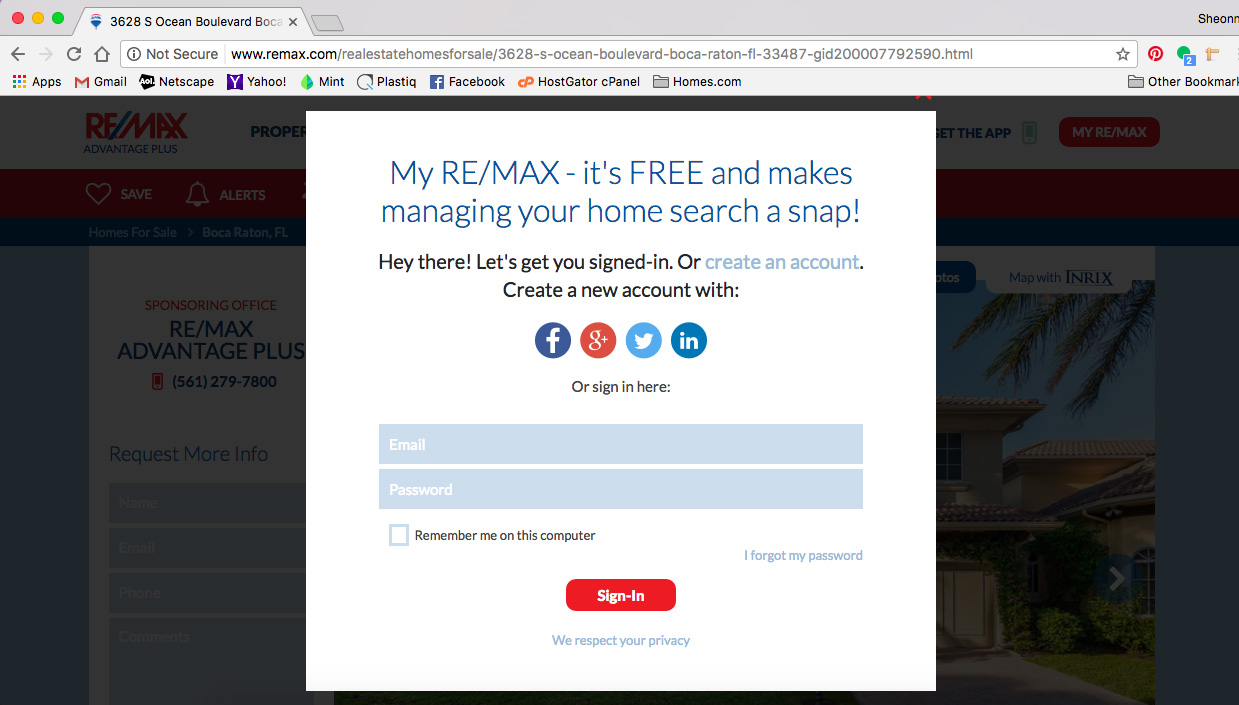 3628 S Ocean Boulevard Boca
Sheonn
Not Secure
www.remax.com/realestatehomesforsale/3628-s-ocean-boulevard-boca-raton-fl-33487-gid200007792590.html
2
Apps Gmail Aol. Netscape Yahoo! Mint Plastiq Facebook HostGator cPanel Homes.com Other Bookmark
RE/MAX
ADVANTAGE PLUS
PROPER
GET THE APP
MY RE/MAX
SAVE
ALERTS
Homes For Sale > Boca Raton, FL
otos
Map with INRIX
SPONSORING OFFICE
RE/MAX
ADVANTAGE PLUS
(561) 279-7800
Request More Info
Name
Email
Phone
Comments
My RE/MAX - it's FREE and makes
managing your home search a snap!
Hey there! Let's get you signed-in. Or create an account.
Create a new account with:
f g+ in
Or sign in here:
Email
Password
Remember me on this computer
I forgot my password
Sign-In
We respect your privacy